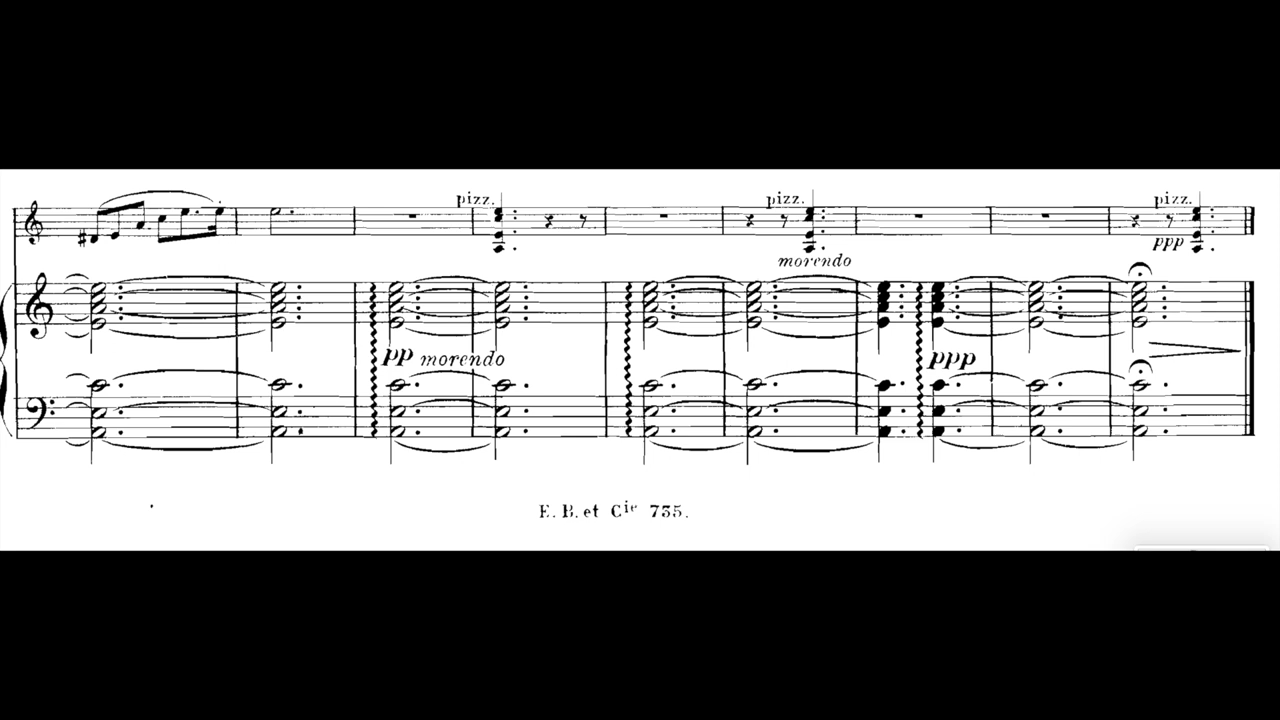 pizz.
pizz.
pizz.
morendo
ppp
pp morendo
ppp
E. B. et Cie 735.